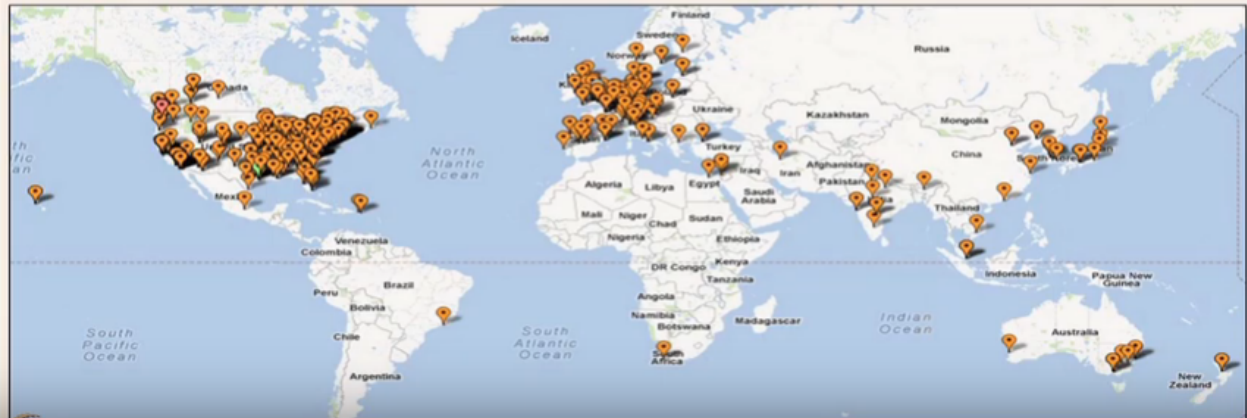 Finland
Iceland
Sweden
Russia
Norway
Ukraine
Kazakhstan
Mongolia
North
Atlantic
Ocean
Turkey
China
Afghanistan
Iraq
Iran
Algeria
Libya
Egypt
Pakistan
Saudi
Arabia
Mali
Niger
Chad
Sudan
Thailand
Nigeria
Ethiopia
Venezuela
Colombia
Kenya
DR Congo
Tanzania
Indonesia
Papua New
Guinea
Peru
Brazil
Angola
Bolivia
Namibia
Botswana
Madagascar
Indian
Ocean
South
Pacific
Ocean
Chile
South
Atlantic
Ocean
Australia
South
Africa
Argentina
New
Zealand